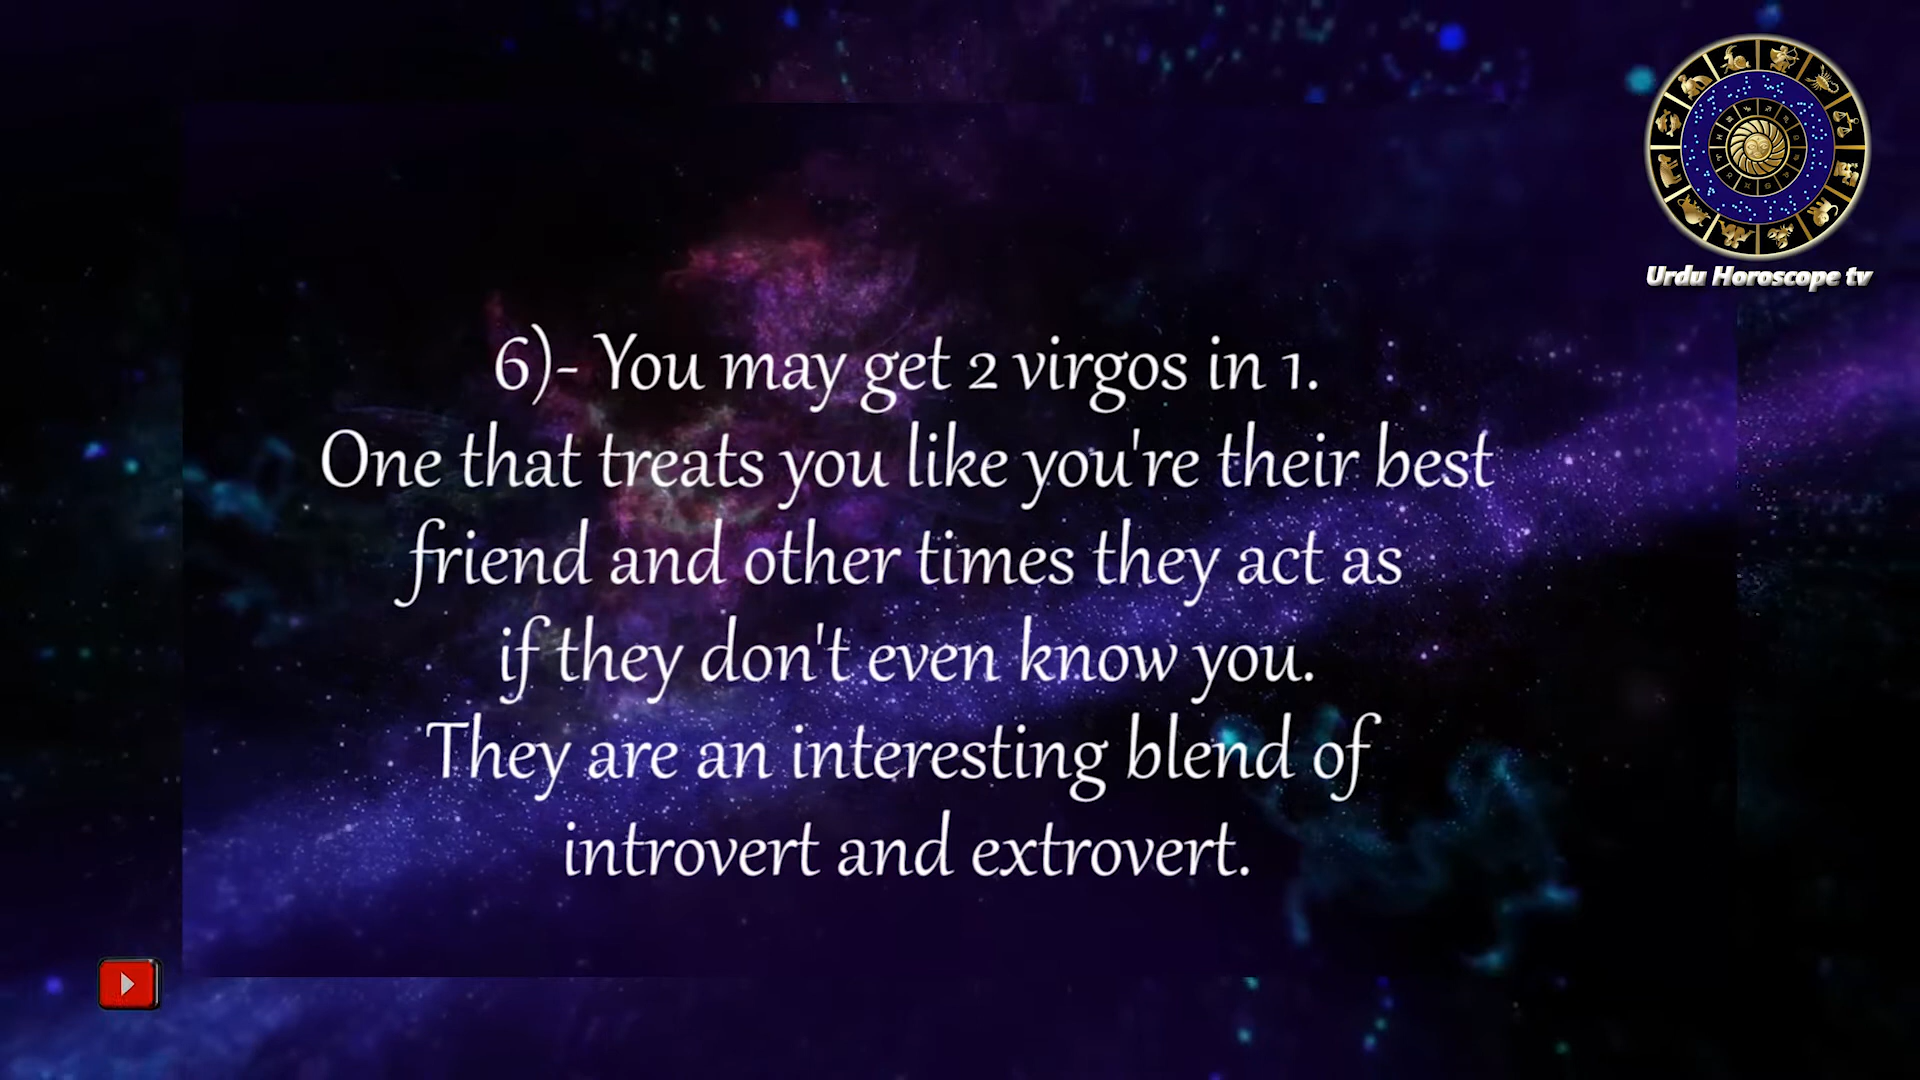 Urdu Horoscope tv
6)- You may get 2 virgos in 1.
One that treats you like you're their best
friend and other times they act as
if they don't even know you.
They are an interesting blend of
introvert and extrovert.